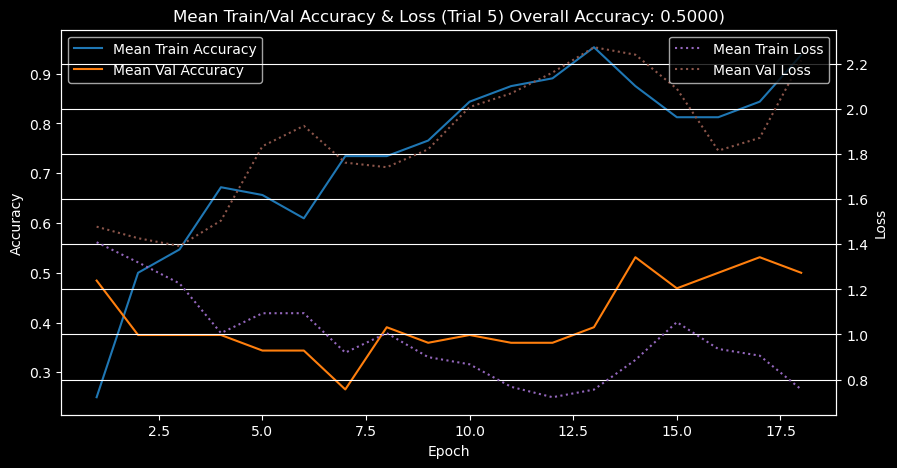 Mean Train/Val Accuracy & Loss (Trial 5) Overall Accuracy: 0.5000)
Mean Train Accuracy
Mean Val Accuracy
Mean Train Loss
Mean Val Loss
Accuracy
0.9
0.8
0.7
0.6
0.5
0.4
0.3
2.2
2.0
1.8
1.6
1.4
1.2
1.0
0.8
Loss
2.5
5.0
7.5
10.0
12.5
15.0
17.5
Epoch